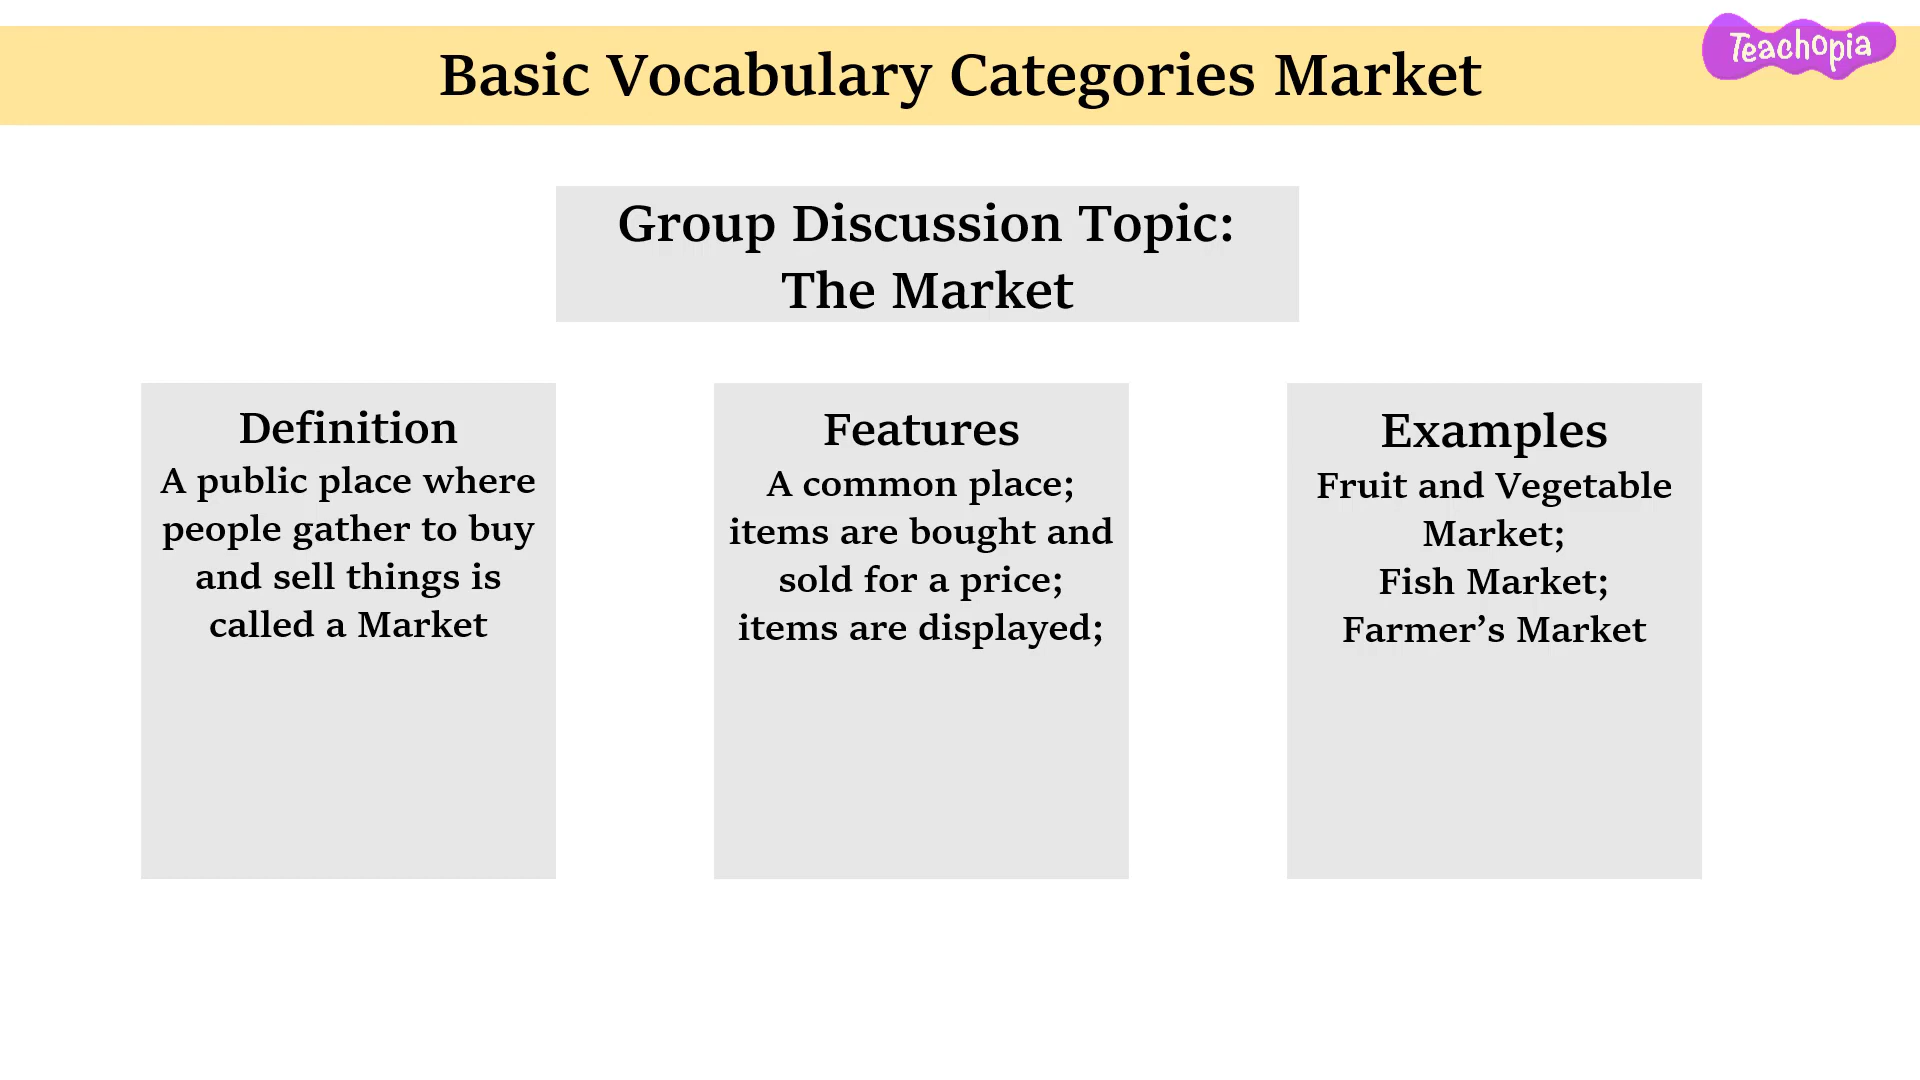 Basic Vocabulary Categories Market
Teachopia
Group Discussion Topic:
The Market
Definition
A public place where
people gather to buy
and sell things is
called a Market
Features
A common place;
items are bought and
sold for a price;
items are displayed;
Examples
Fruit and Vegetable
Market;
Fish Market;
Farmer’s Market